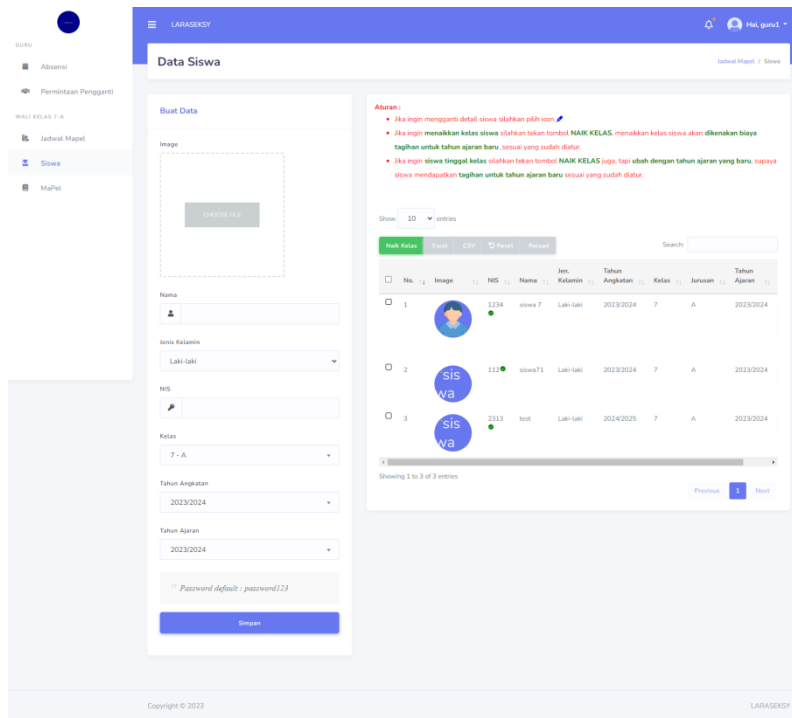 LARASEKSY
Hai, guru1
GURU
Absensi
Permintaan Pengganti
WALI KELAS 7-A
Jadwal Mapel
Siswa
MaPel
Data Siswa
Jadwal Mapel / Siswa
Buat Data
Image
CHOOSE FILE
Nama
Jenis Kelamin
Laki-laki
NIS
Kelas
7 - A
Tahun Angkatan
2023/2024
Tahun Ajaran
2023/2024
" Password default : password123
Simpan
Aturan :
Jika ingin mengganti detail siswa silahkan pilih icon
Jika ingin menaikkan kelas siswa silahkan tekan tombol NAIK KELAS, menaikkan kelas siswa akan dikenakan biaya
tagihan untuk tahun ajaran baru ,sesuai yang sudah diatur.
Jika ingin siswa tinggal kelas silahkan tekan tombol NAIK KELAS juga, tapi ubah dengan tahun ajaran yang baru, supaya
siswa mendapatkan tagihan untuk tahun ajaran baru sesuai yang sudah diatur.
Show 10 entries
Naik Kelas Excel CSV Reset Reload
Search:
No. Image NIS Nama Jen. Kelamin Tahun Angkatan Kelas Jurusan Tahun Ajaran
1 1234 siswa 7 Laki-laki 2023/2024 7 A 2023/2024
2 sis wa 112 siswa71 Laki-laki 2023/2024 7 A 2023/2024
3 sis wa 2313 test Laki-laki 2024/2025 7 A 2023/2024
Showing 1 to 3 of 3 entries
Previous 1 Next
Copyright © 2023
LARASEKSY